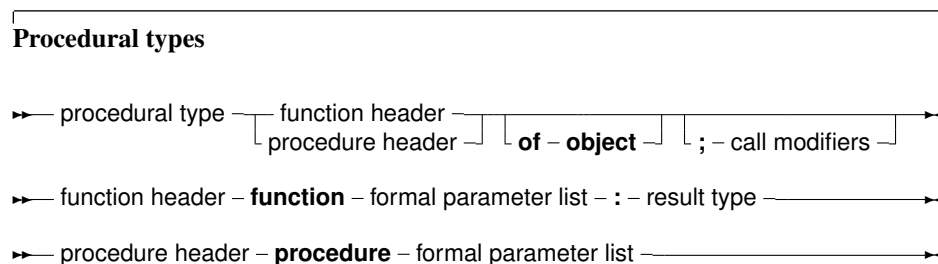 Procedural types
procedural type function header
procedure header of object ; call modifiers
function header function formal parameter list : result type
procedure header procedure formal parameter list